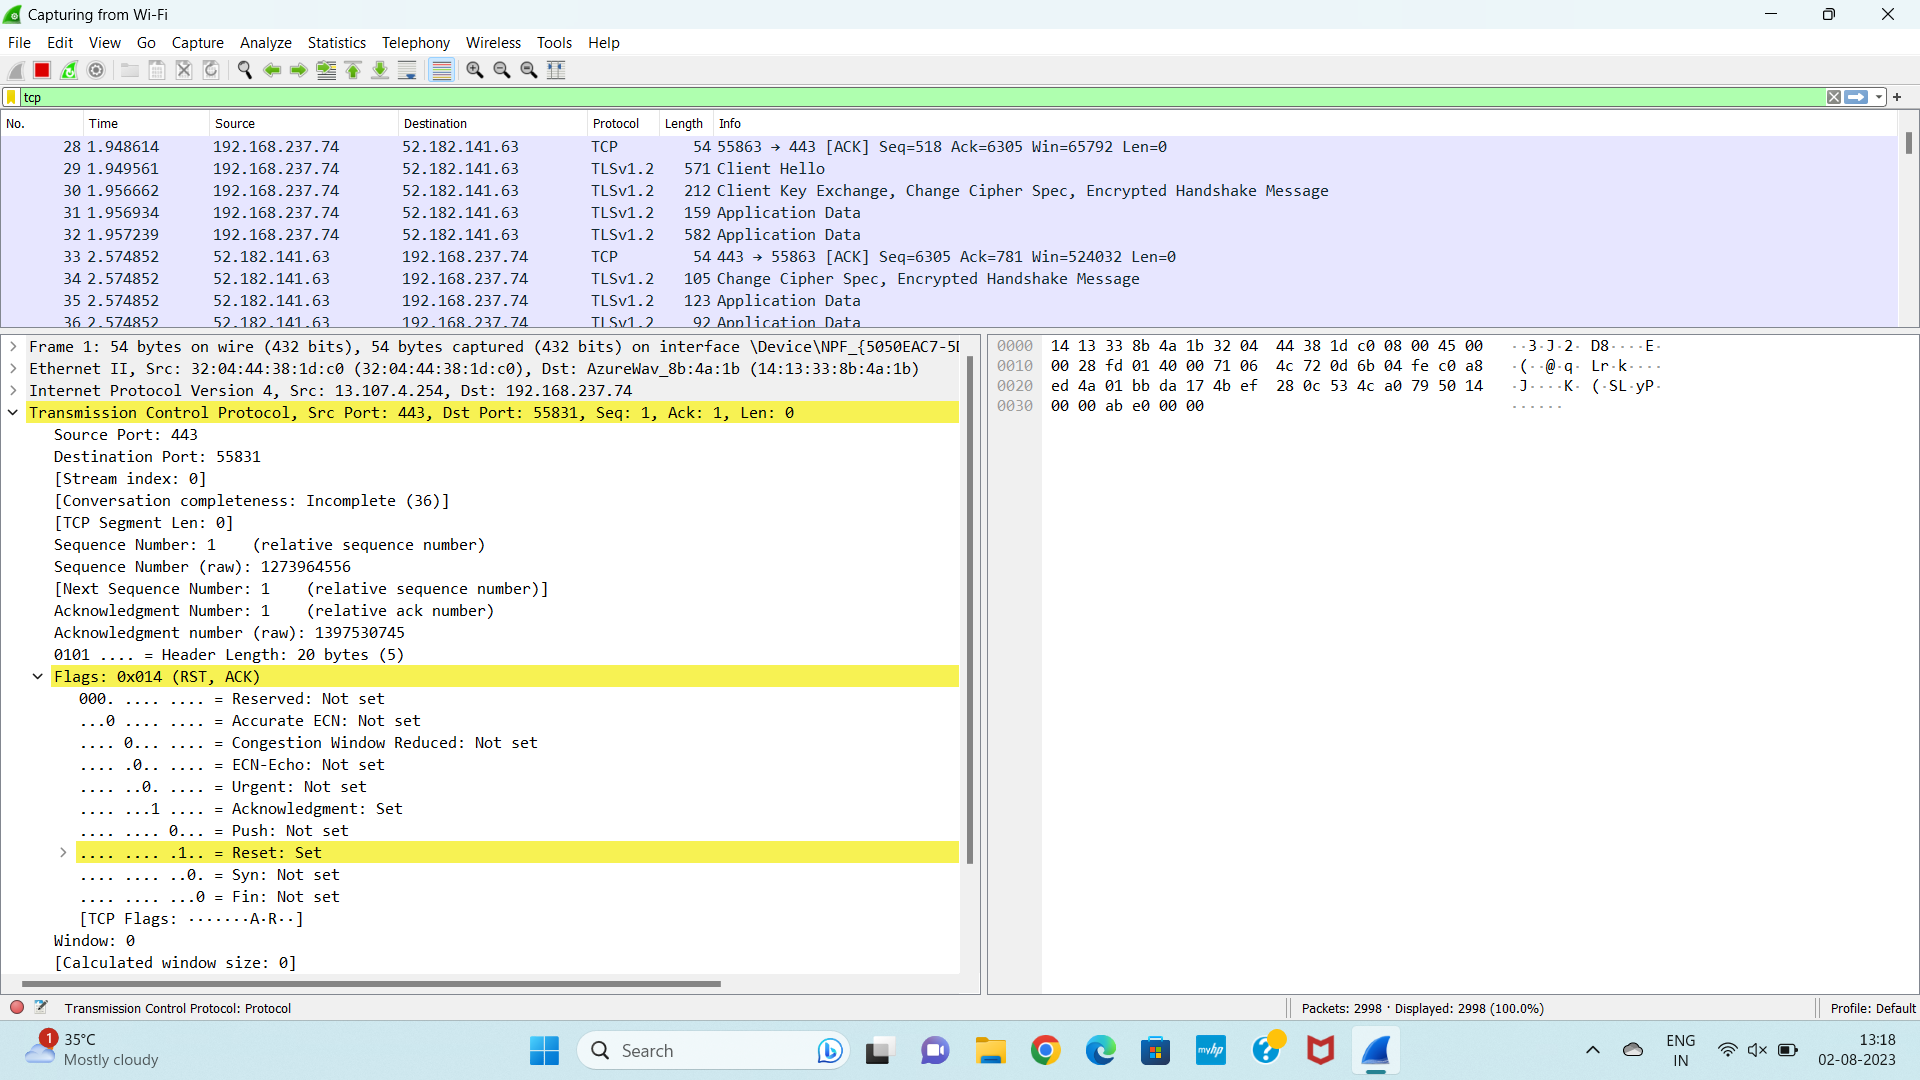 Capturing from Wi-Fi
File Edit View Go Capture Analyze Statistics Telephony Wireless Tools Help
tcp
No. Time Source Destination Protocol Length Info
28 1.948614 192.168.237.74 52.182.141.63 TCP 54 55863 → 443 [ACK] Seq=518 Ack=6305 Win=65792 Len=0
29 1.949561 192.168.237.74 52.182.141.63 TLSv1.2 571 Client Hello
30 1.956662 192.168.237.74 52.182.141.63 TLSv1.2 212 Client Key Exchange, Change Cipher Spec, Encrypted Handshake Message
31 1.956934 192.168.237.74 52.182.141.63 TLSv1.2 159 Application Data
32 1.957239 192.168.237.74 52.182.141.63 TLSv1.2 582 Application Data
33 2.574852 52.182.141.63 192.168.237.74 TCP 54 443 → 55863 [ACK] Seq=6305 Ack=781 Win=524032 Len=0
34 2.574852 52.182.141.63 192.168.237.74 TLSv1.2 105 Change Cipher Spec, Encrypted Handshake Message
35 2.574852 52.182.141.63 192.168.237.74 TLSv1.2 123 Application Data
36 2.574852 52.182.141.63 192.168.237.74 TLSv1.2 92 Application Data
Frame 1: 54 bytes on wire (432 bits), 54 bytes captured (432 bits) on interface \Device\NPF_{5050EAC7-5D
Ethernet II, Src: 32:04:44:38:1d:c0 (32:04:44:38:1d:c0), Dst: AzureWav_8b:4a:1b (14:13:33:8b:4a:1b)
Internet Protocol Version 4, Src: 13.107.4.254, Dst: 192.168.237.74
Transmission Control Protocol, Src Port: 443, Dst Port: 55831, Seq: 1, Ack: 1, Len: 0
Source Port: 443
Destination Port: 55831
[Stream index: 0]
[Conversation completeness: Incomplete (36)]
[TCP Segment Len: 0]
Sequence Number: 1 (relative sequence number)
Sequence Number (raw): 1273964556
[Next Sequence Number: 1 (relative sequence number)]
Acknowledgment Number: 1 (relative ack number)
Acknowledgment number (raw): 1397530745
0101 .... = Header Length: 20 bytes (5)
Flags: 0x014 (RST, ACK)
000. .... .... = Reserved: Not set
...0 .... .... = Accurate ECN: Not set
.... 0... .... = Congestion Window Reduced: Not set
.... .0.. .... = ECN-Echo: Not set
.... ..0. .... = Urgent: Not set
.... ...1 .... = Acknowledgment: Set
.... .... 0... = Push: Not set
.... .... .1.. = Reset: Set
.... .... ..0. = Syn: Not set
.... .... ...0 = Fin: Not set
[TCP Flags: ·······A·R··]
Window: 0
[Calculated window size: 0]
0000 14 13 33 8b 4a 1b 32 04 44 38 1d c0 08 00 45 00 ··3·J·2· D8····E·
0010 00 28 fd 01 40 00 71 06 4c 72 0d 6b 04 fe c0 a8 ·(··@·q· Lr·k····
0020 ed 4a 01 bb da 17 4b ef 28 0c 53 4c a0 79 50 14 ·J····K· (·SL·yP·
0030 00 00 ab e0 00 00 ······
Transmission Control Protocol: Protocol
Packets: 2998 · Displayed: 2998 (100.0%)
Profile: Default
1
35°C
Mostly cloudy
Search
myhp
ENG
IN
13:18
02-08-2023